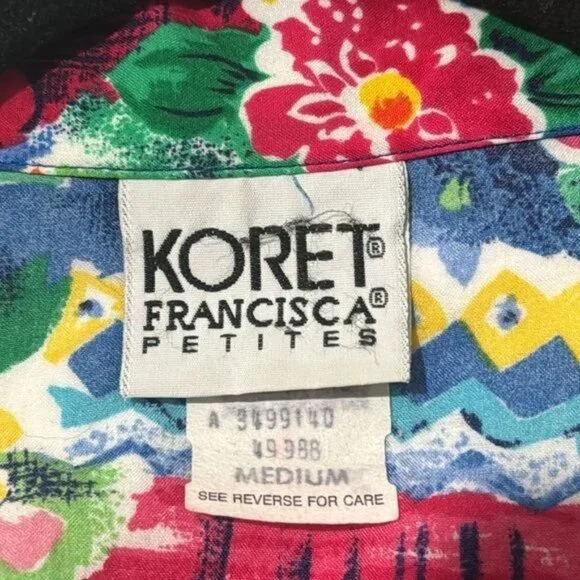 KORET®
FRANCISCA®
PETITES
A 3499140
49988
MEDIUM
SEE REVERSE FOR CARE